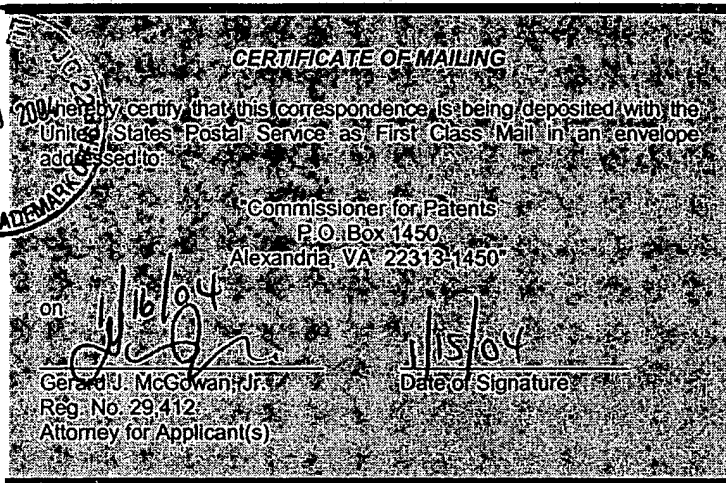 CERTIFICATE OF MAILING
hereby certify that this correspondence is being deposited with the
United States Postal Service as First Class Mail in an envelope
addressed to:
"Commissioner for Patents
P.O. Box 1450
Alexandria, VA 22313-1450"
on 1/16/04
1/15/04
Gerard J. McGowan, Jr.
Date of Signature
Reg. No. 29,412
Attorney for Applicant(s)